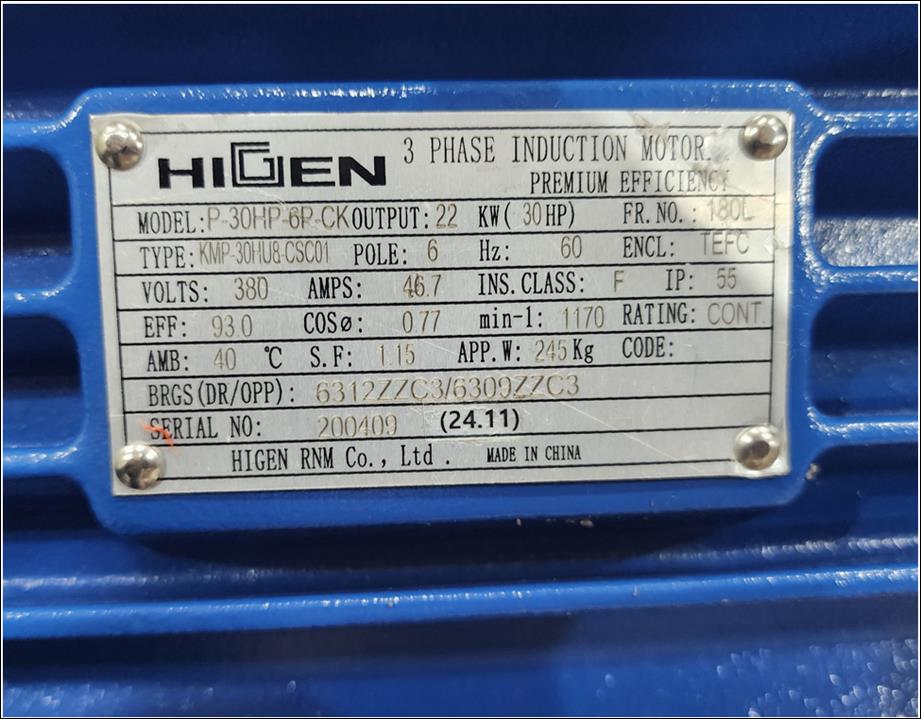 HIGEN 3 PHASE INDUCTION MOTOR
PREMIUM EFFICIENCY
MODEL: P-30HP-6P-CK OUTPUT: 22 KW( 30 HP) FR. NO. : 180L
TYPE: KMP-30HU8-CSC01 POLE: 6 Hz: 60 ENCL: TEFC
VOLTS: 380 AMPS: 46.7 INS. CLASS: F IP: 55
EFF: 93.0 COSø: 0.77 min-1: 1170 RATING: CONT
AMB: 40 ℃ S.F: 1.15 APP.W: 245 Kg CODE:
BRGS(DR/OPP): 6312ZZC3/6309ZZC3
SERIAL NO: 200409 (24.11)
HIGEN RNM Co., Ltd . MADE IN CHINA